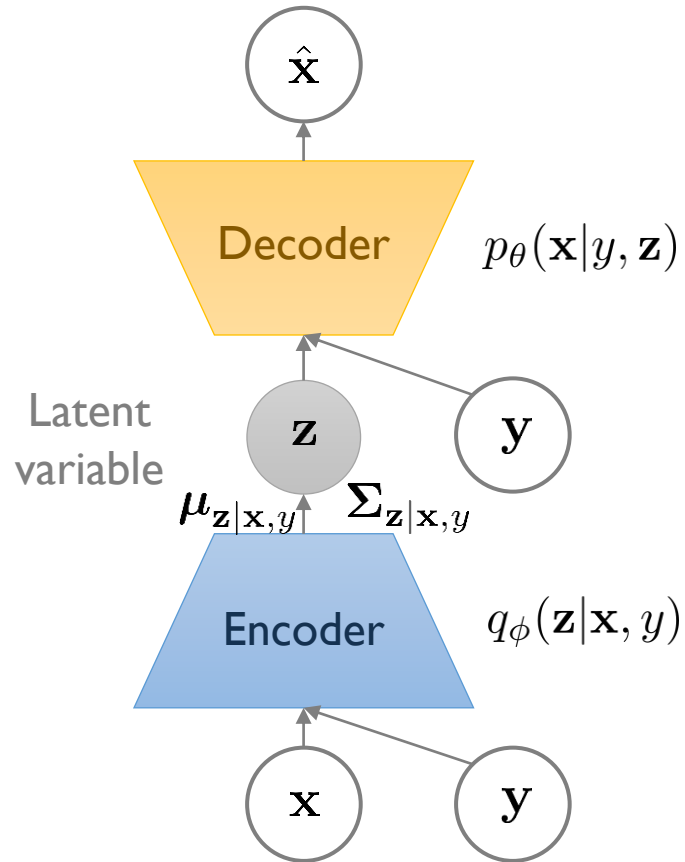 x̂
Decoder
p_θ(x|y, z)
Latent
variable
z
y
μ_{z|x,y}
Σ_{z|x,y}
Encoder
q_ϕ(z|x, y)
x
y